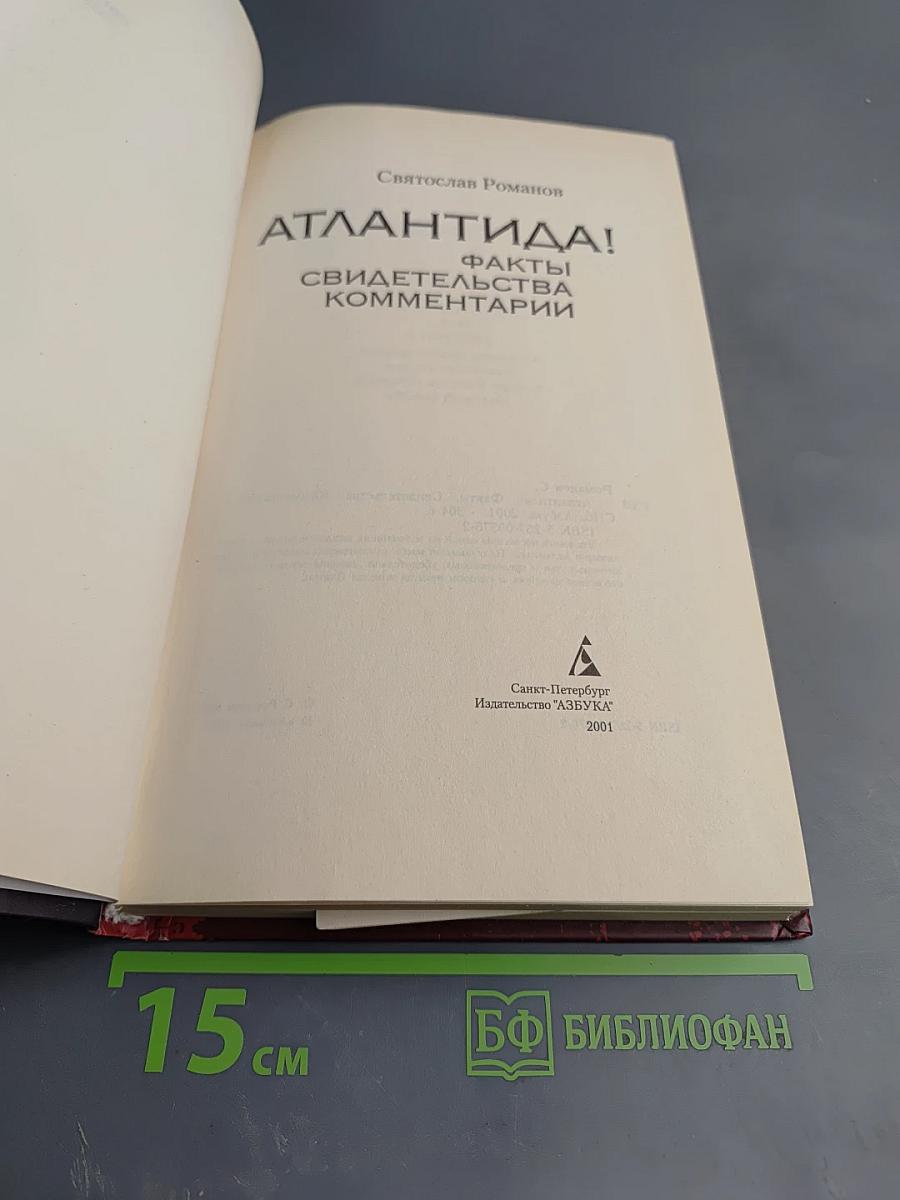 Святослав Романов
АТЛАНТИДА!
ФАКТЫ
СВИДЕТЕЛЬСТВА
КОММЕНТАРИИ
Санкт-Петербург
Издательство "АЗБУКА"
2001
15 см
БФ БИБЛИОФАН